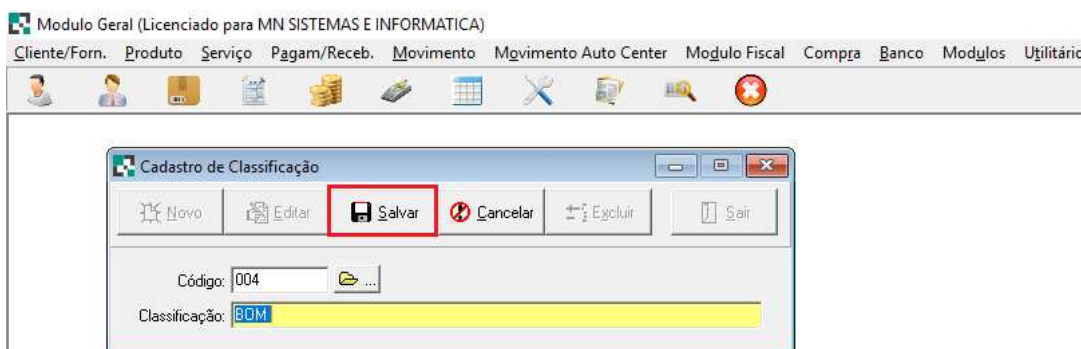 Modulo Geral (Licenciado para MN SISTEMAS E INFORMATICA)
Cliente/Forn. Produto Serviço Pagam/Receb. Movimento Movimento Auto Center Modulo Fiscal Compra Banco Modulos Utilitário
Cadastro de Classificação
Novo Editar Salvar Cancelar Excluir Sair
Código: 004 ...
Classificação: BOM